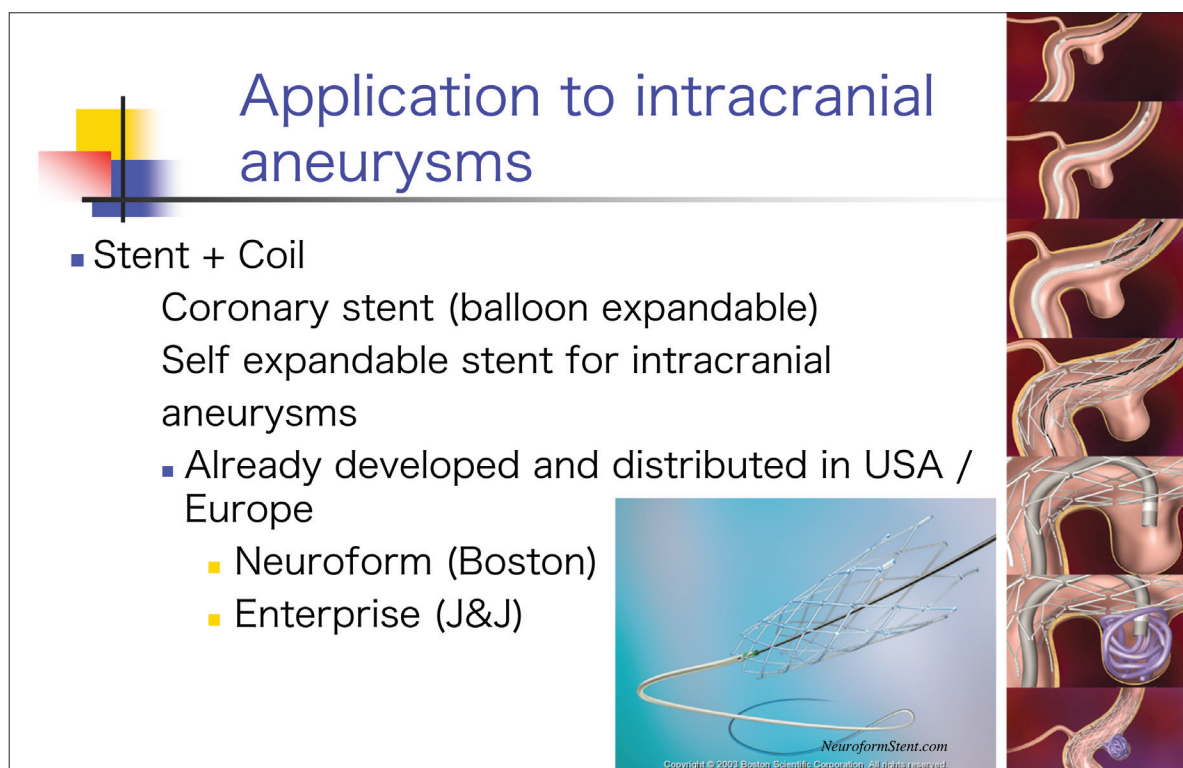 Application to intracranial
aneurysms
Stent + Coil
Coronary stent (balloon expandable)
Self expandable stent for intracranial
aneurysms
Already developed and distributed in USA /
Europe
Neuroform (Boston)
Enterprise (J&J)
NeuroformStent.com
Copyright © 2003 Boston Scientific Corporation. All rights reserved.